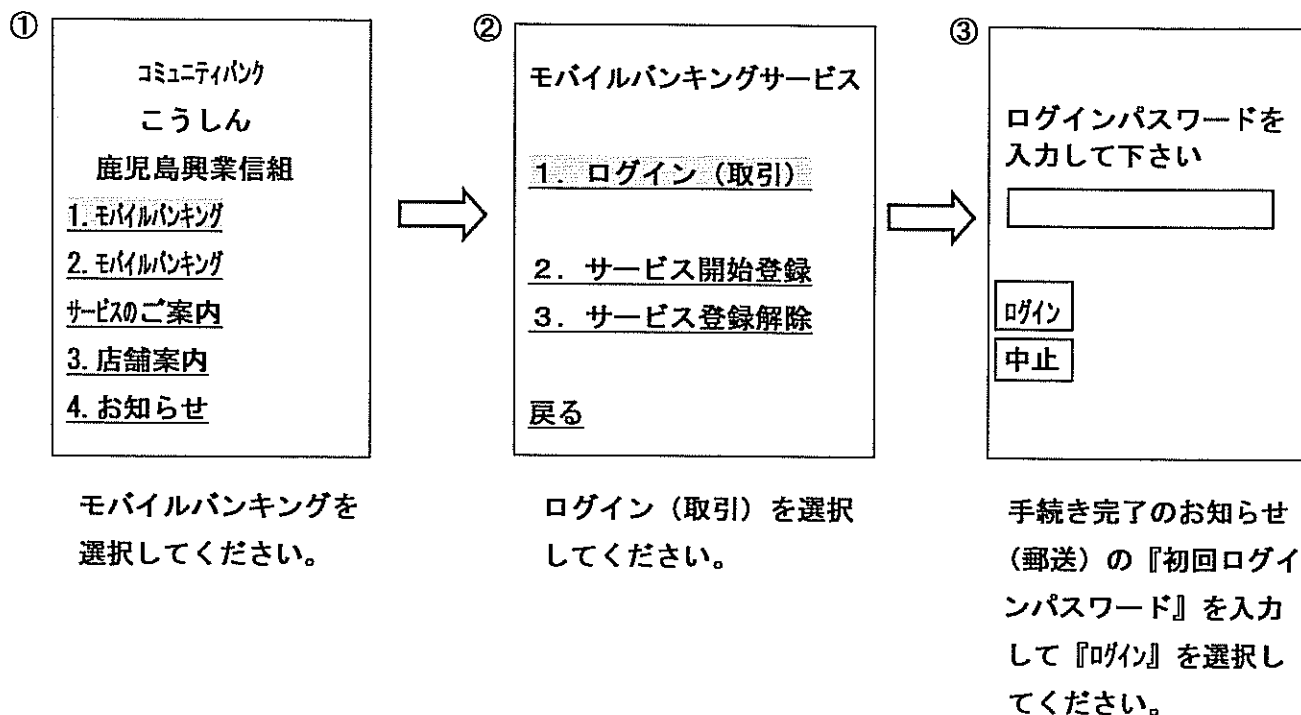 ①
コミュニティバンク
こうしん
鹿児島興業信組
1. モバイルバンキング
2. モバイルバンキング
サービスのご案内
3. 店舗案内
4. お知らせ
モバイルバンキングを
選択してください。
②
モバイルバンキングサービス
1. ログイン（取引）
2. サービス開始登録
3. サービス登録解除
戻る
ログイン（取引）を選択
してください。
③
ログインパスワードを
入力して下さい
ログイン
中止
手続き完了のお知らせ
（郵送）の『初回ログイ
ンパスワード』を入力
して『ログイン』を選択し
てください。